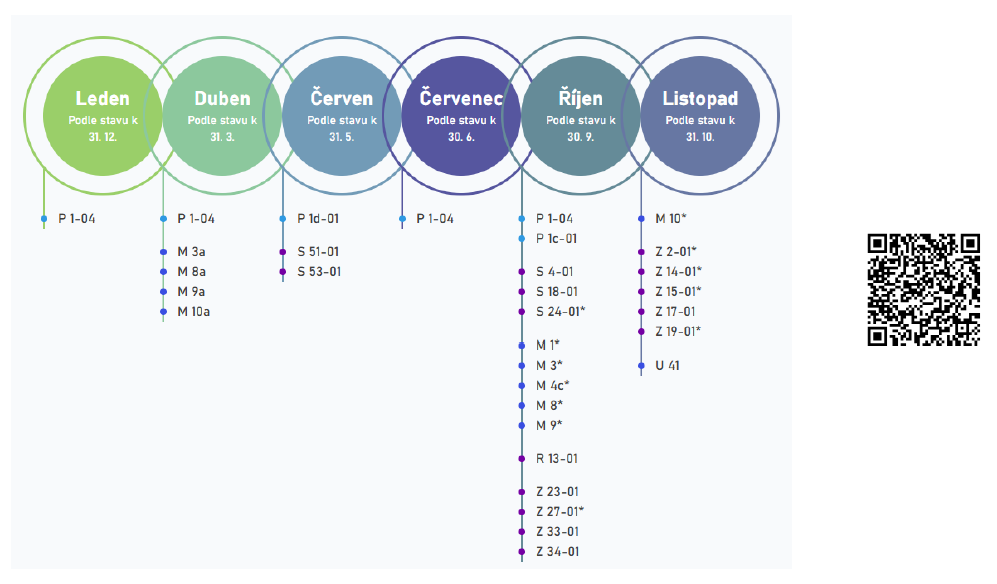 Leden
Podle stavu k
31. 12.
P 1-04
Duben
Podle stavu k
31. 3.
P 1-04
M 3a
M 8a
M 9a
M 10a
Červen
Podle stavu k
31. 5.
P 1d-01
S 51-01
S 53-01
Červenec
Podle stavu k
30. 6.
P 1-04
Říjen
Podle stavu k
30. 9.
P 1-04
P 1c-01
S 4-01
S 18-01
S 24-01*
M 1*
M 3*
M 4c*
M 8*
M 9*
R 13-01
Z 23-01
Z 27-01*
Z 33-01
Z 34-01
Listopad
Podle stavu k
31. 10.
M 10*
Z 2-01*
Z 14-01*
Z 15-01*
Z 17-01
Z 19-01*
U 41